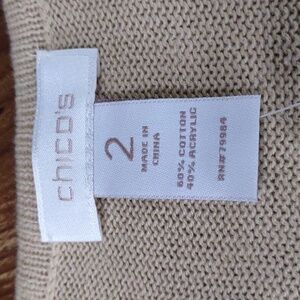 chico's
2
MADE IN
CHINA
60% COTTON
40% ACRYLIC
RN#79984